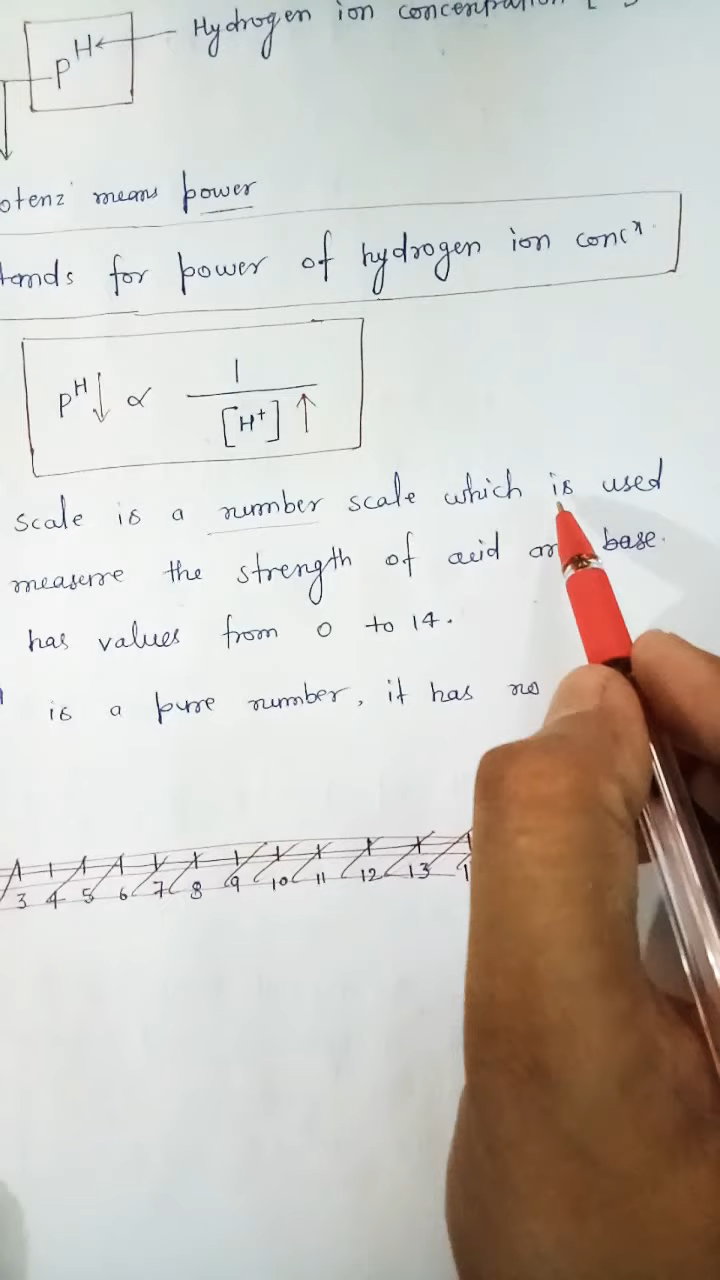 Hydrogen ion
pH
otenz means power
tands for power of hydrogen ion concⁿ.
pH↓ ∝ 1/[H⁺]↑
scale is a number scale which is used
measure the strength of acid or base.
has values from 0 to 14.
is a pure number, it has no
3 4 5 6 7 8 9 10 11 12 13